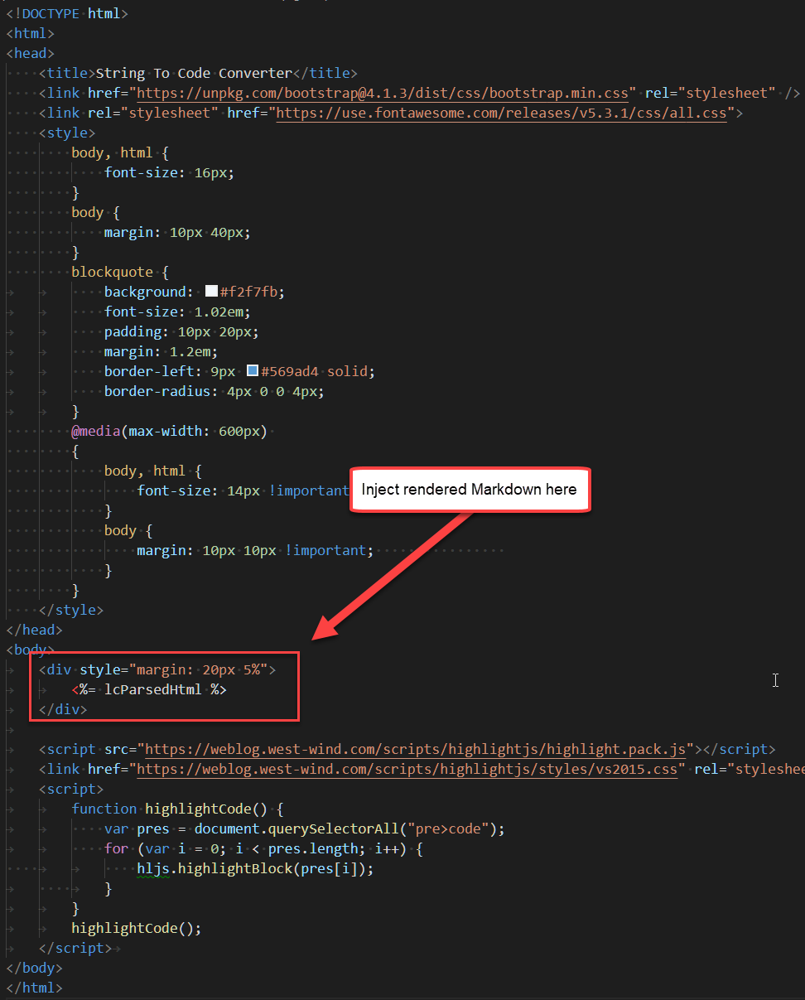 <!DOCTYPE html>
<html>
<head>
    <title>String To Code Converter</title>
    <link href="https://unpkg.com/bootstrap@4.1.3/dist/css/bootstrap.min.css" rel="stylesheet" />
    <link rel="stylesheet" href="https://use.fontawesome.com/releases/v5.3.1/css/all.css">
    <style>
        body, html {
            font-size: 16px;
        }
        body {
            margin: 10px 40px;
        }
        blockquote {
            background: #f2f7fb;
            font-size: 1.02em;
            padding: 10px 20px;
            margin: 1.2em;
            border-left: 9px #569ad4 solid;
            border-radius: 4px 0 0 4px;
        }
        @media(max-width: 600px)
        {
            body, html {
                font-size: 14px !important
Inject rendered Markdown here
            }
            body {
                margin: 10px 10px !important;
            }
        }
    </style>
</head>
<body>
    <div style="margin: 20px 5%">
        <%= lcParsedHtml %>
    </div>

    <script src="https://weblog.west-wind.com/scripts/highlightjs/highlight.pack.js"></script>
    <link href="https://weblog.west-wind.com/scripts/highlightjs/styles/vs2015.css" rel="styleshee
    <script>
        function highlightCode() {
            var pres = document.querySelectorAll("pre>code");
            for (var i = 0; i < pres.length; i++) {
                hljs.highlightBlock(pres[i]);
            }
        }
        highlightCode();
    </script>
</body>
</html>